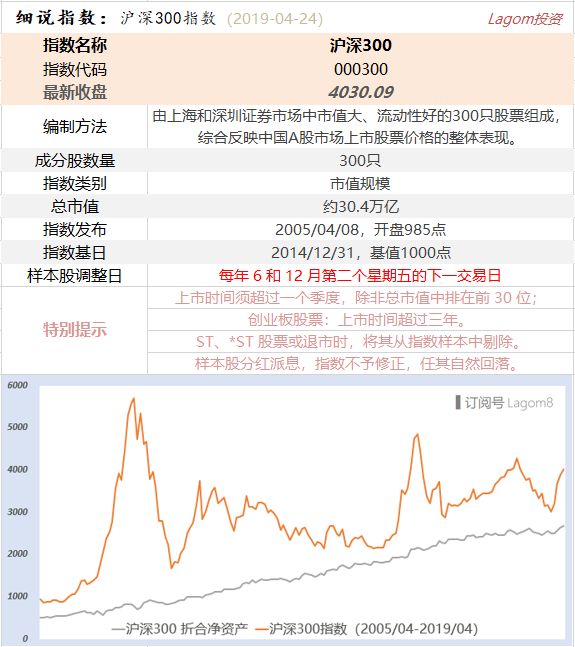 细说指数：沪深300指数 (2019-04-24) Lagom投资
指数名称 沪深300
指数代码 000300
最新收盘 4030.09
编制方法 由上海和深圳证券市场中市值大、流动性好的300只股票组成，
综合反映中国A股市场上市股票价格的整体表现。
成分股数量 300只
指数类别 市值规模
总市值 约30.4万亿
指数发布 2005/04/08，开盘985点
指数基日 2014/12/31，基值1000点
样本股调整日 每年 6 和 12 月第二个星期五的下一交易日
特别提示 上市时间须超过一个季度，除非总市值中排在前 30 位；
创业板股票：上市时间超过三年。
ST、*ST 股票或退市时，将其从指数样本中剔除。
样本股分红派息，指数不予修正，任其自然回落。
6000
订阅号 Lagom8
5000
4000
3000
2000
1000
0
沪深300 折合净资产 沪深300指数（2005/04-2019/04）